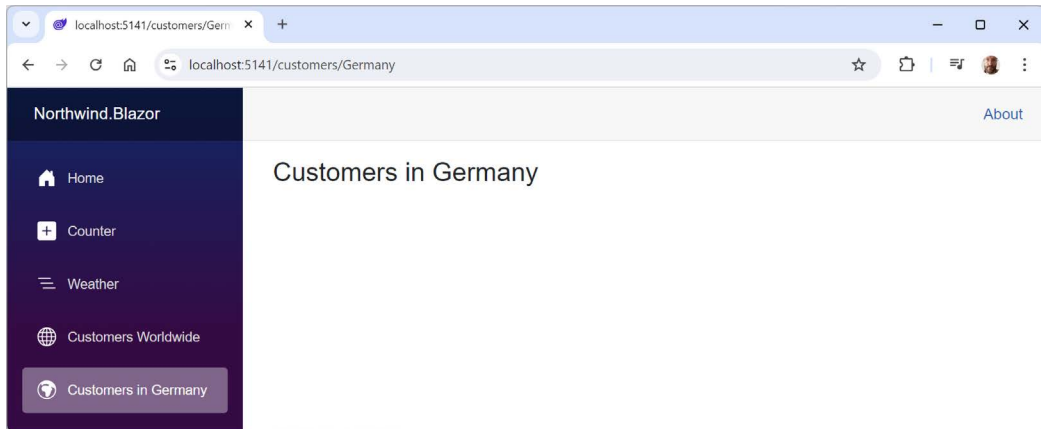 localhost:5141/customers/Germ
localhost:5141/customers/Germany
Northwind.Blazor
About
Home
Customers in Germany
Counter
Weather
Customers Worldwide
Customers in Germany